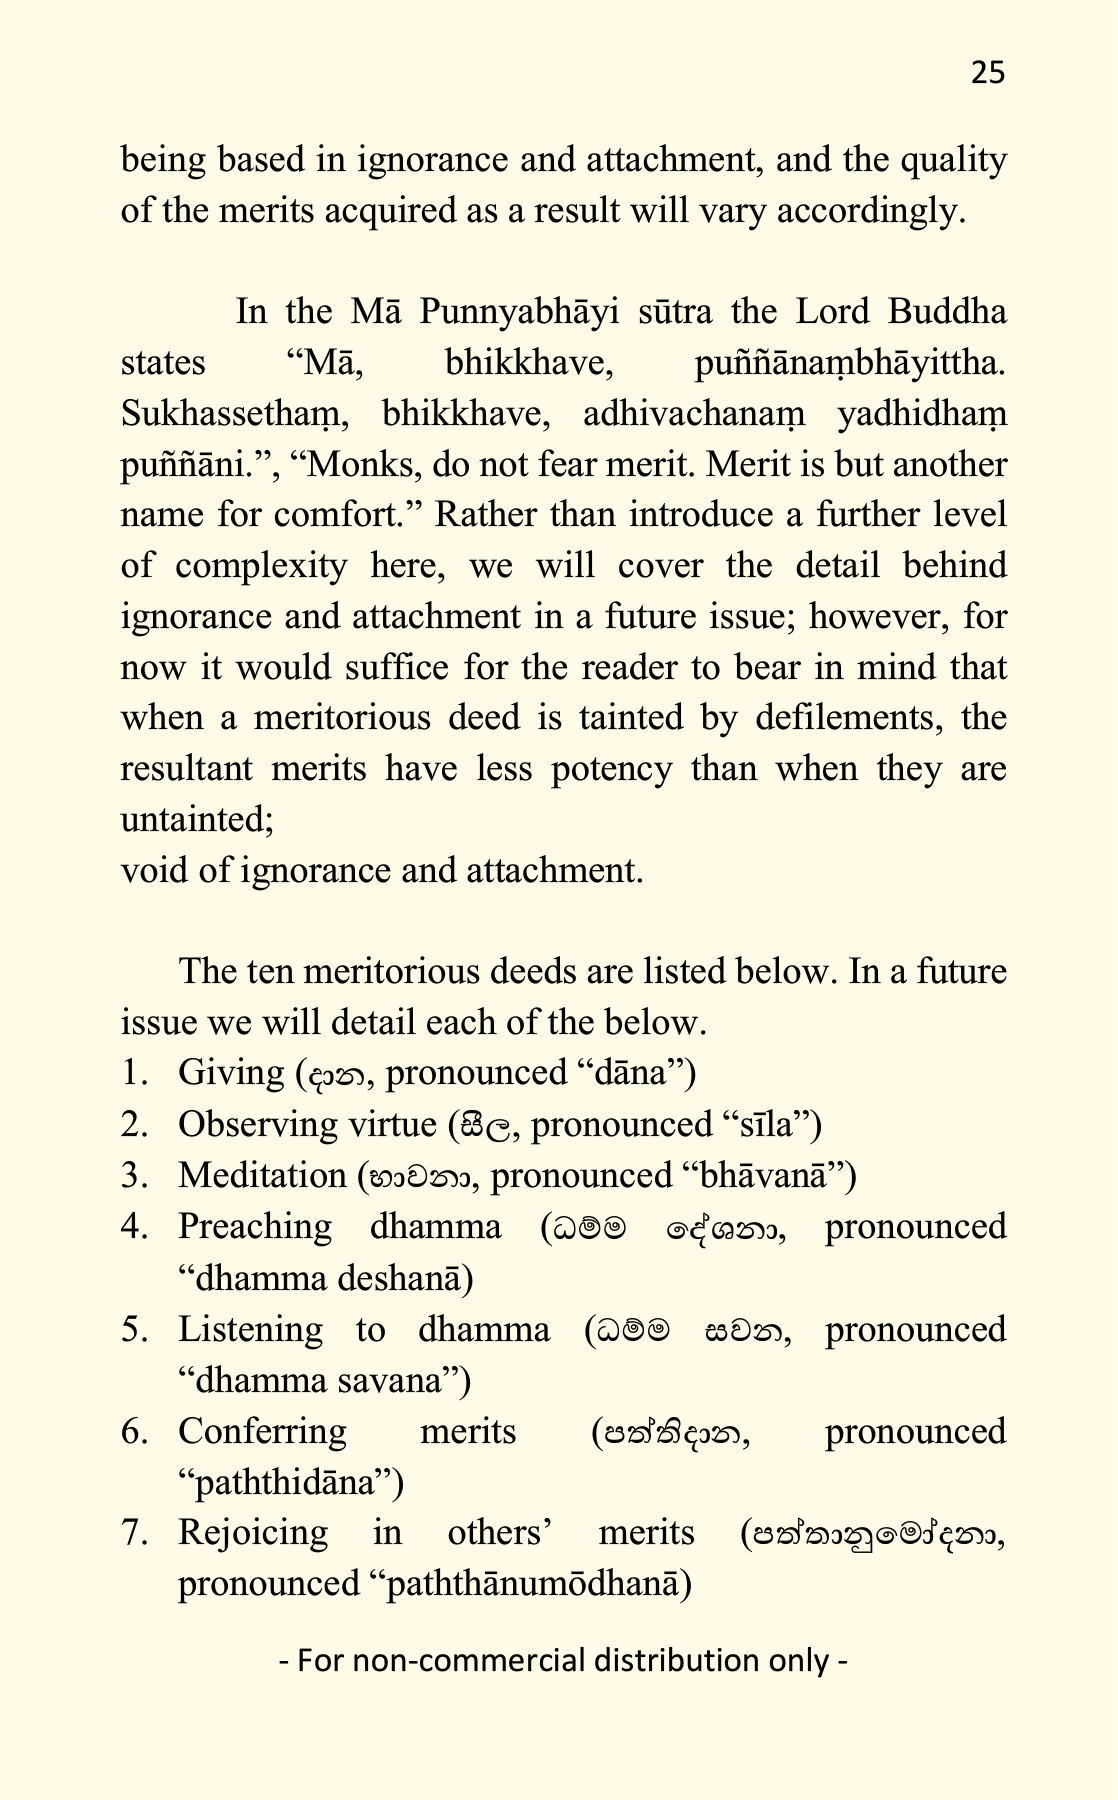 25
being based in ignorance and attachment, and the quality
of the merits acquired as a result will vary accordingly.
In the Mā Punnyabhāyi sūtra the Lord Buddha
states “Mā, bhikkhave, puññānaṃbhāyittha.
Sukhassethaṃ, bhikkhave, adhivachanaṃ yadhidhaṃ
puññāni.”, “Monks, do not fear merit. Merit is but another
name for comfort.” Rather than introduce a further level
of complexity here, we will cover the detail behind
ignorance and attachment in a future issue; however, for
now it would suffice for the reader to bear in mind that
when a meritorious deed is tainted by defilements, the
resultant merits have less potency than when they are
untainted;
void of ignorance and attachment.
The ten meritorious deeds are listed below. In a future
issue we will detail each of the below.
1. Giving (දාන, pronounced “dāna”)
2. Observing virtue (සීල, pronounced “sīla”)
3. Meditation (භාවනා, pronounced “bhāvanā”)
4. Preaching dhamma (ධම්ම දේශනා, pronounced
“dhamma deshanā)
5. Listening to dhamma (ධම්ම සවන, pronounced
“dhamma savana”)
6. Conferring merits (පත්තිදාන, pronounced
“paththidāna”)
7. Rejoicing in others’ merits (පත්තානුමෝදනා,
pronounced “paththānumōdhanā)
- For non-commercial distribution only -